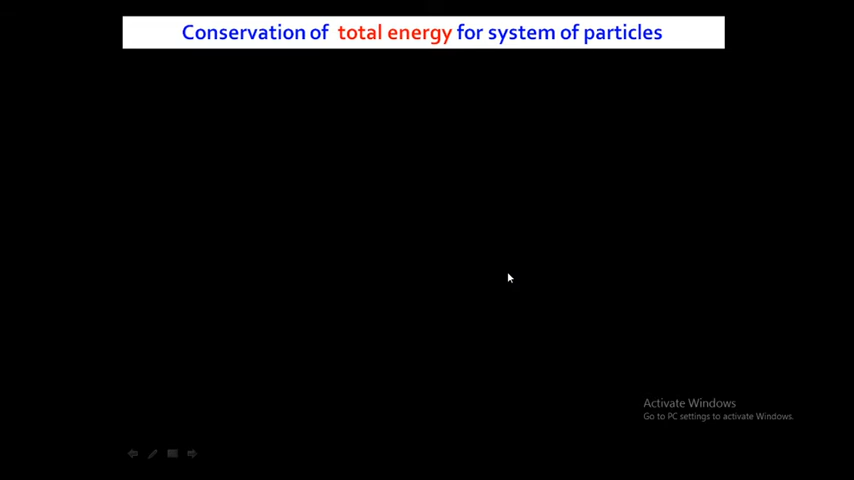 Conservation of total energy for system of particles
Activate Windows
Go to PC settings to activate Windows.